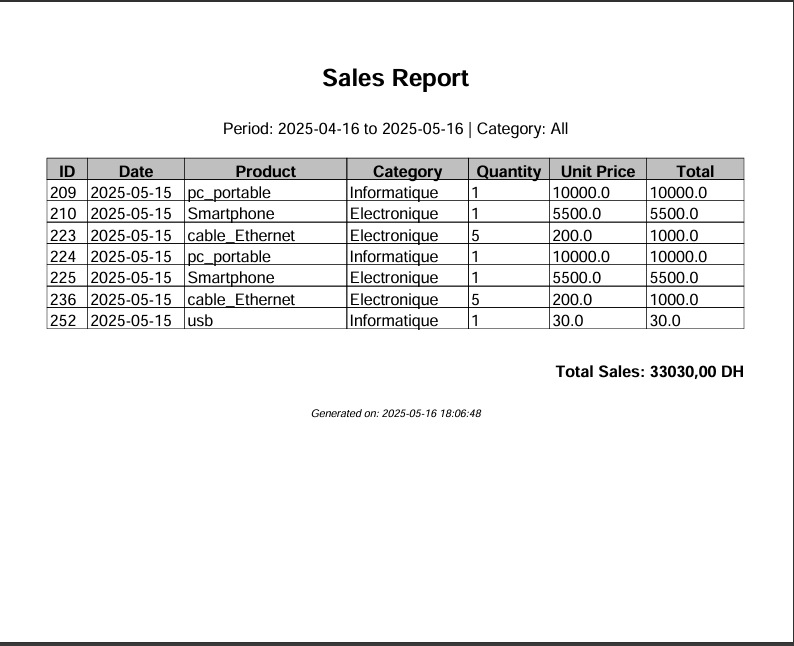 Sales Report
Period: 2025-04-16 to 2025-05-16 | Category: All
ID Date Product Category Quantity Unit Price Total
209 2025-05-15 pc_portable Informatique 1 10000.0 10000.0
210 2025-05-15 Smartphone Electronique 1 5500.0 5500.0
223 2025-05-15 cable_Ethernet Electronique 5 200.0 1000.0
224 2025-05-15 pc_portable Informatique 1 10000.0 10000.0
225 2025-05-15 Smartphone Electronique 1 5500.0 5500.0
236 2025-05-15 cable_Ethernet Electronique 5 200.0 1000.0
252 2025-05-15 usb Informatique 1 30.0 30.0
Total Sales: 33030,00 DH
Generated on: 2025-05-16 18:06:48